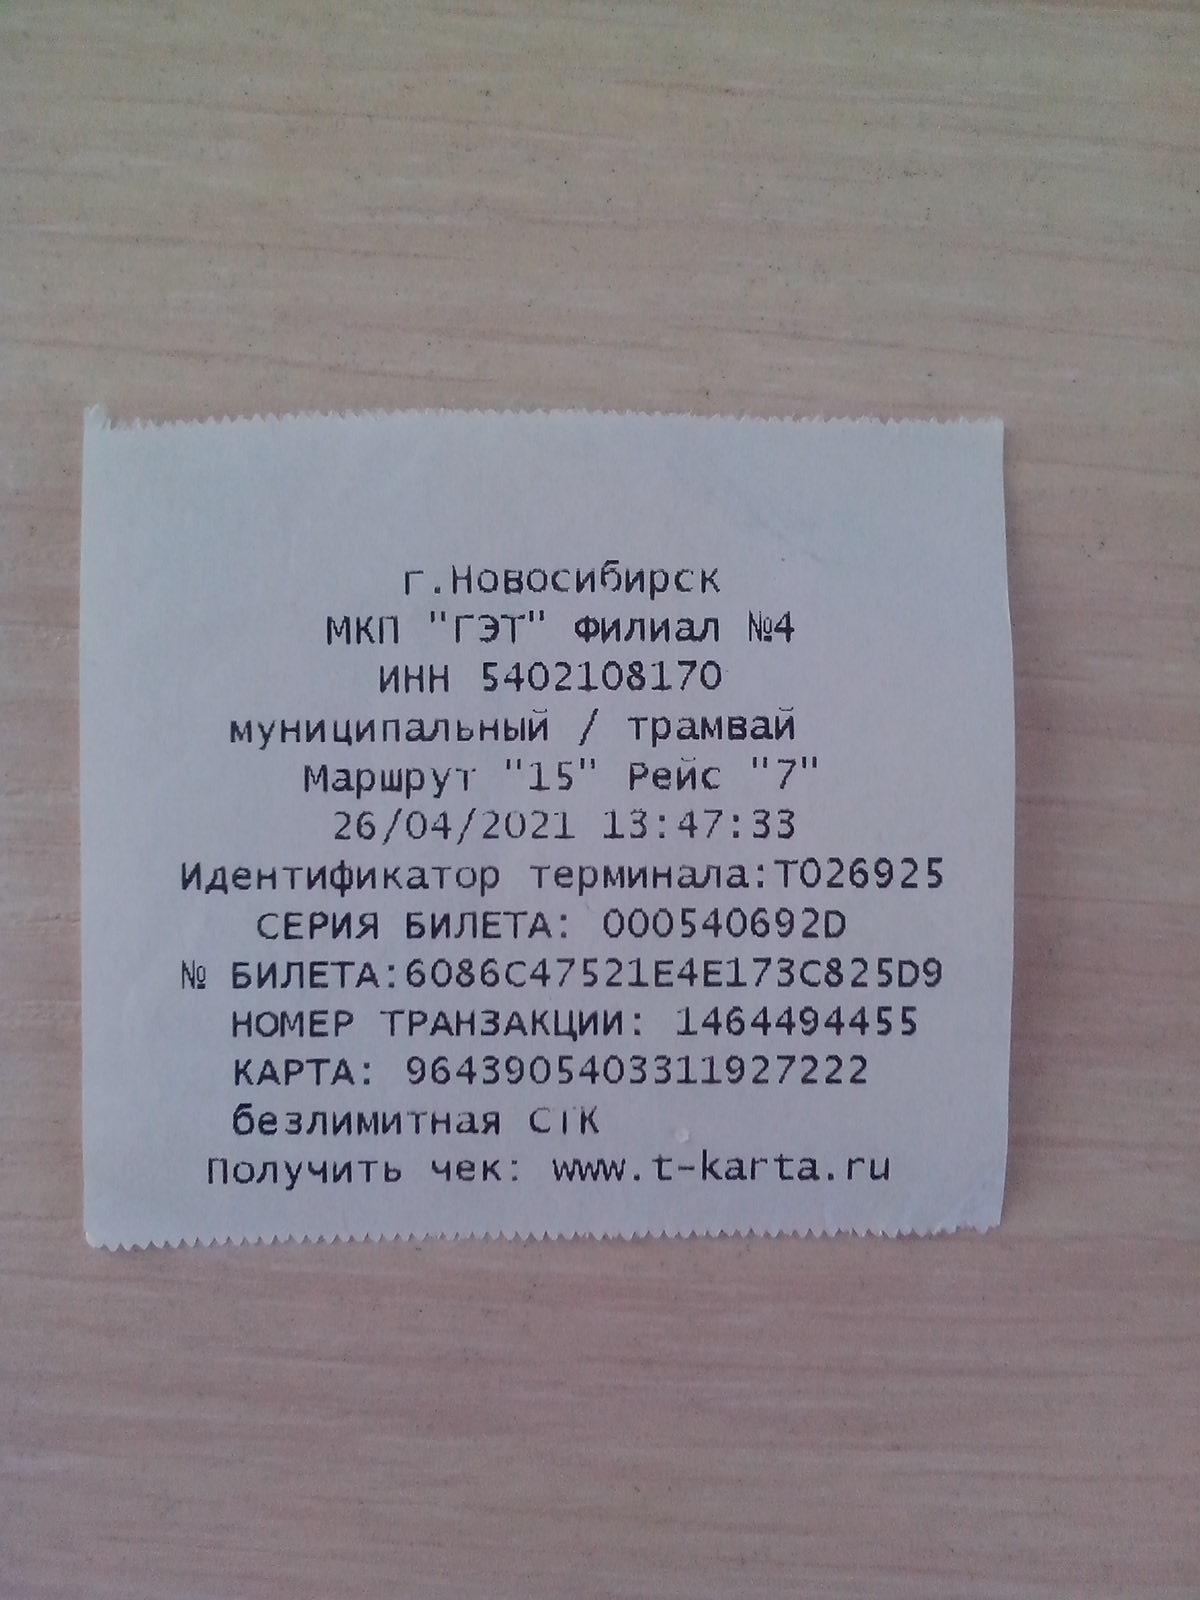 г.Новосибирск
МКП "ГЭТ" Филиал №4
ИНН 5402108170
муниципальный / трамвай
Маршрут "15" Рейс "7"
26/04/2021 13:47:33
Идентификатор терминала:T026925
СЕРИЯ БИЛЕТА: 000540692D
№ БИЛЕТА:6086C47521E4E173C825D9
НОМЕР ТРАНЗАКЦИИ: 1464494455
КАРТА: 9643905403311927222
безлимитная СТК
Получить чек: www.t-karta.ru